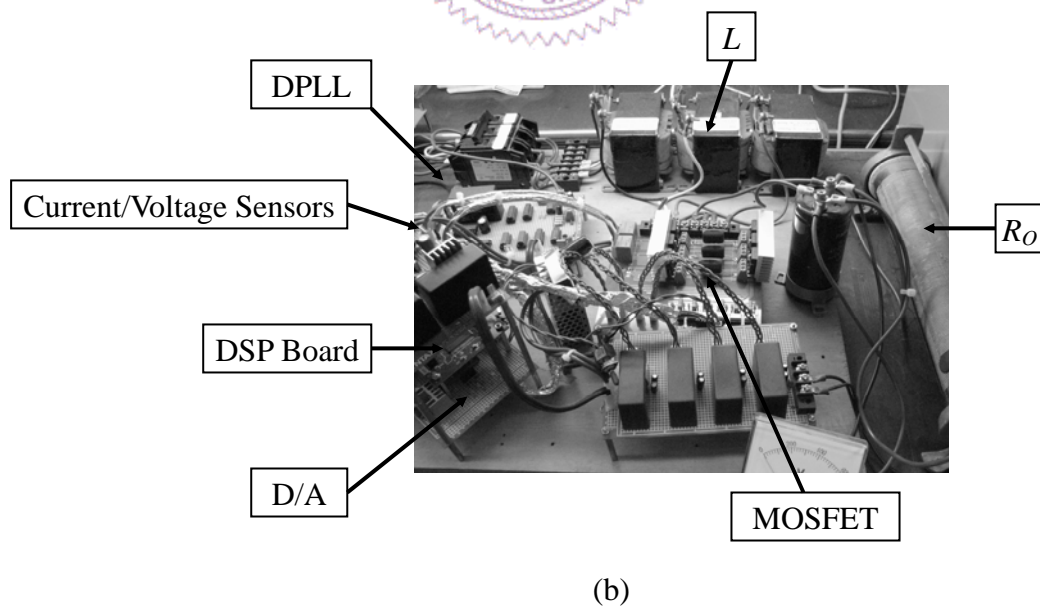 L
DPLL
Current/Voltage Sensors
R_O
DSP Board
D/A
MOSFET
(b)